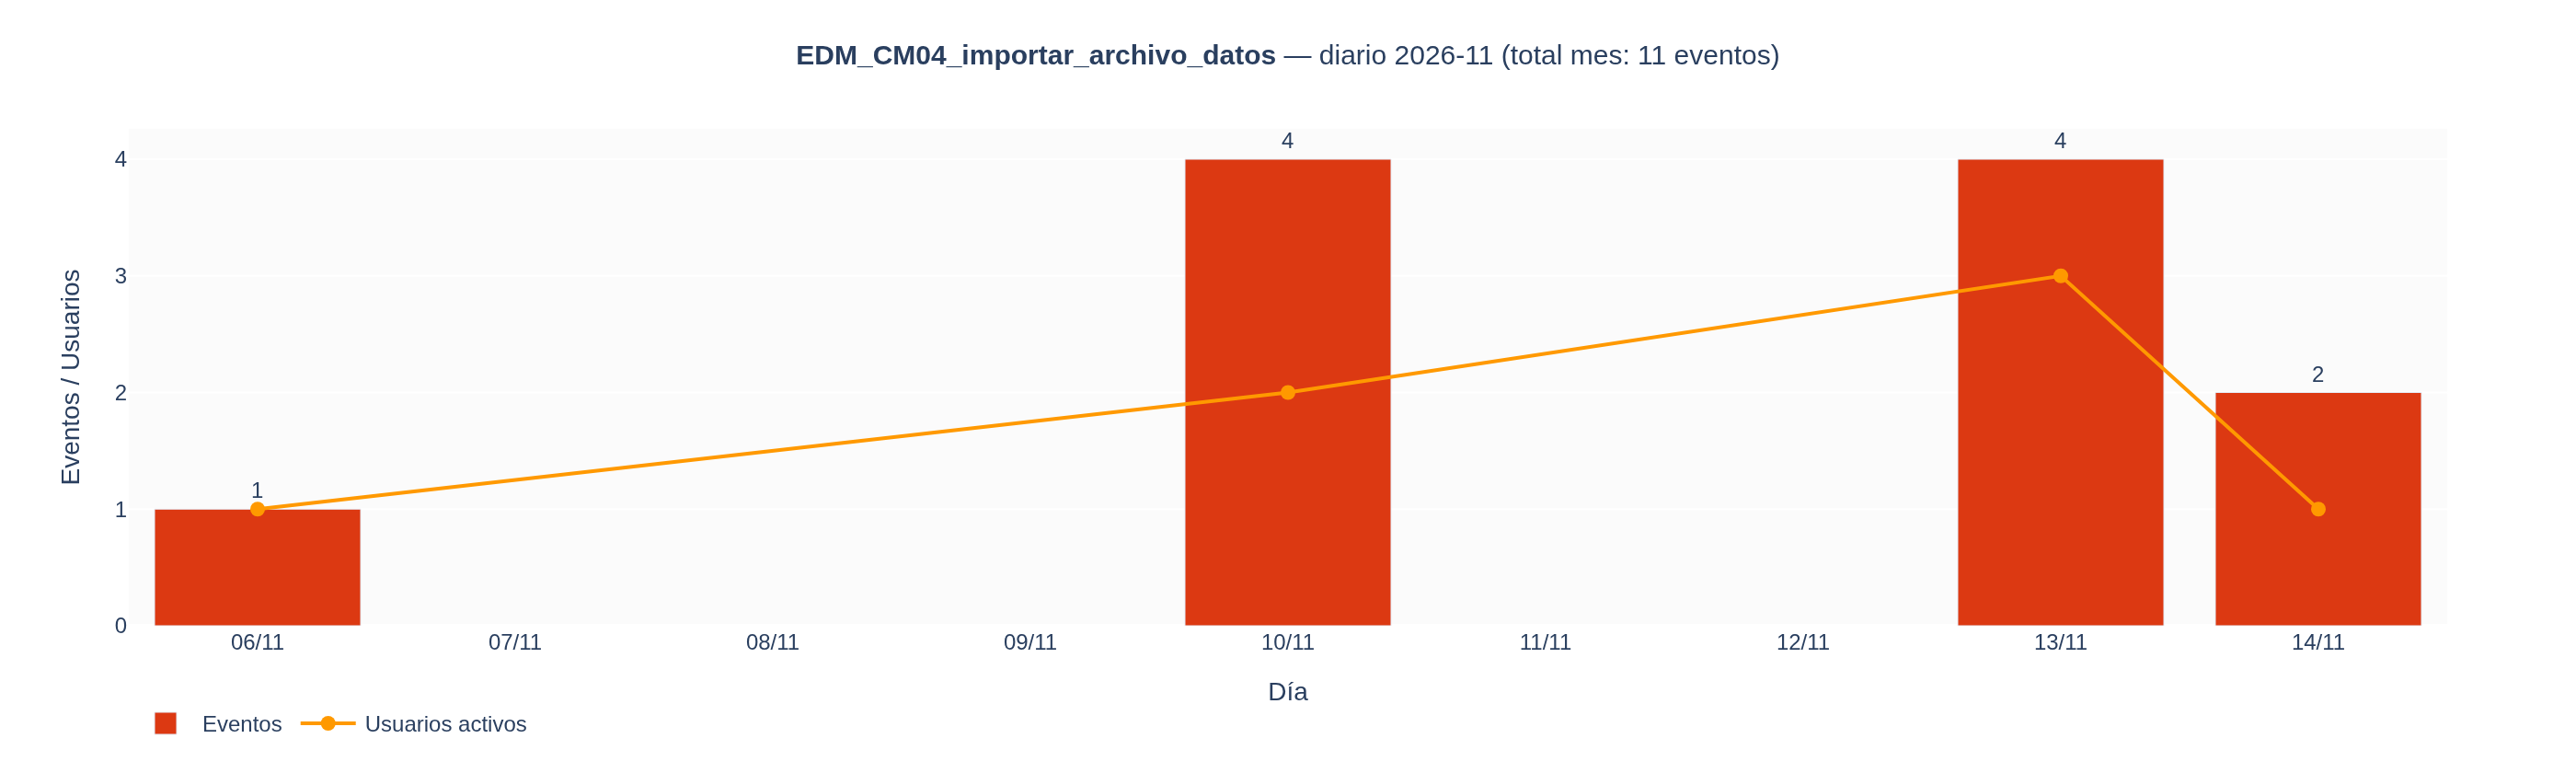 EDM_CM04_importar_archivo_datos — diario 2026-11 (total mes: 11 eventos)
Eventos / Usuarios
4
3
2
1
0
1
4
4
2
06/11 07/11 08/11 09/11 10/11 11/11 12/11 13/11 14/11
Día
Eventos Usuarios activos